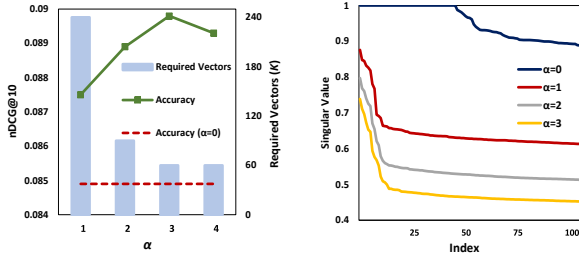 0.09
0.089
0.088
0.087
0.086
0.085
0.084
nDCG@10
240
180
120
60
0
Required Vectors (K)
Required Vectors
Accuracy
Accuracy (α=0)
1 2 3 4
α
1
0.9
0.8
0.7
0.6
0.5
0.4
Singular Value
α=0
α=1
α=2
α=3
25 50 75 100
Index